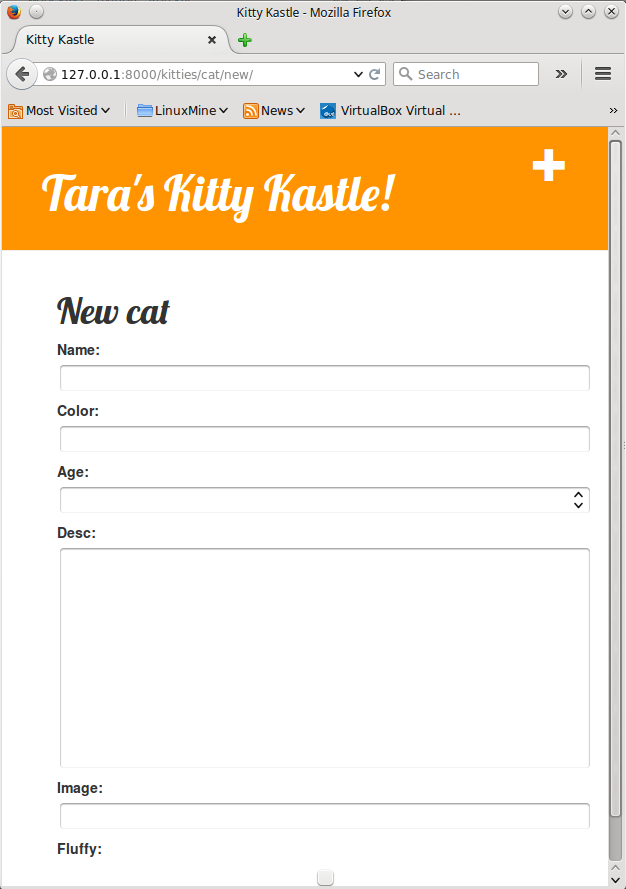 Kitty Kastle - Mozilla Firefox
Kitty Kastle
127.0.0.1:8000/kitties/cat/new/
Search
Most Visited
LinuxMine
News
VirtualBox Virtual ...
Tara's Kitty Kastle!
New cat
Name:
Color:
Age:
Desc:
Image:
Fluffy: